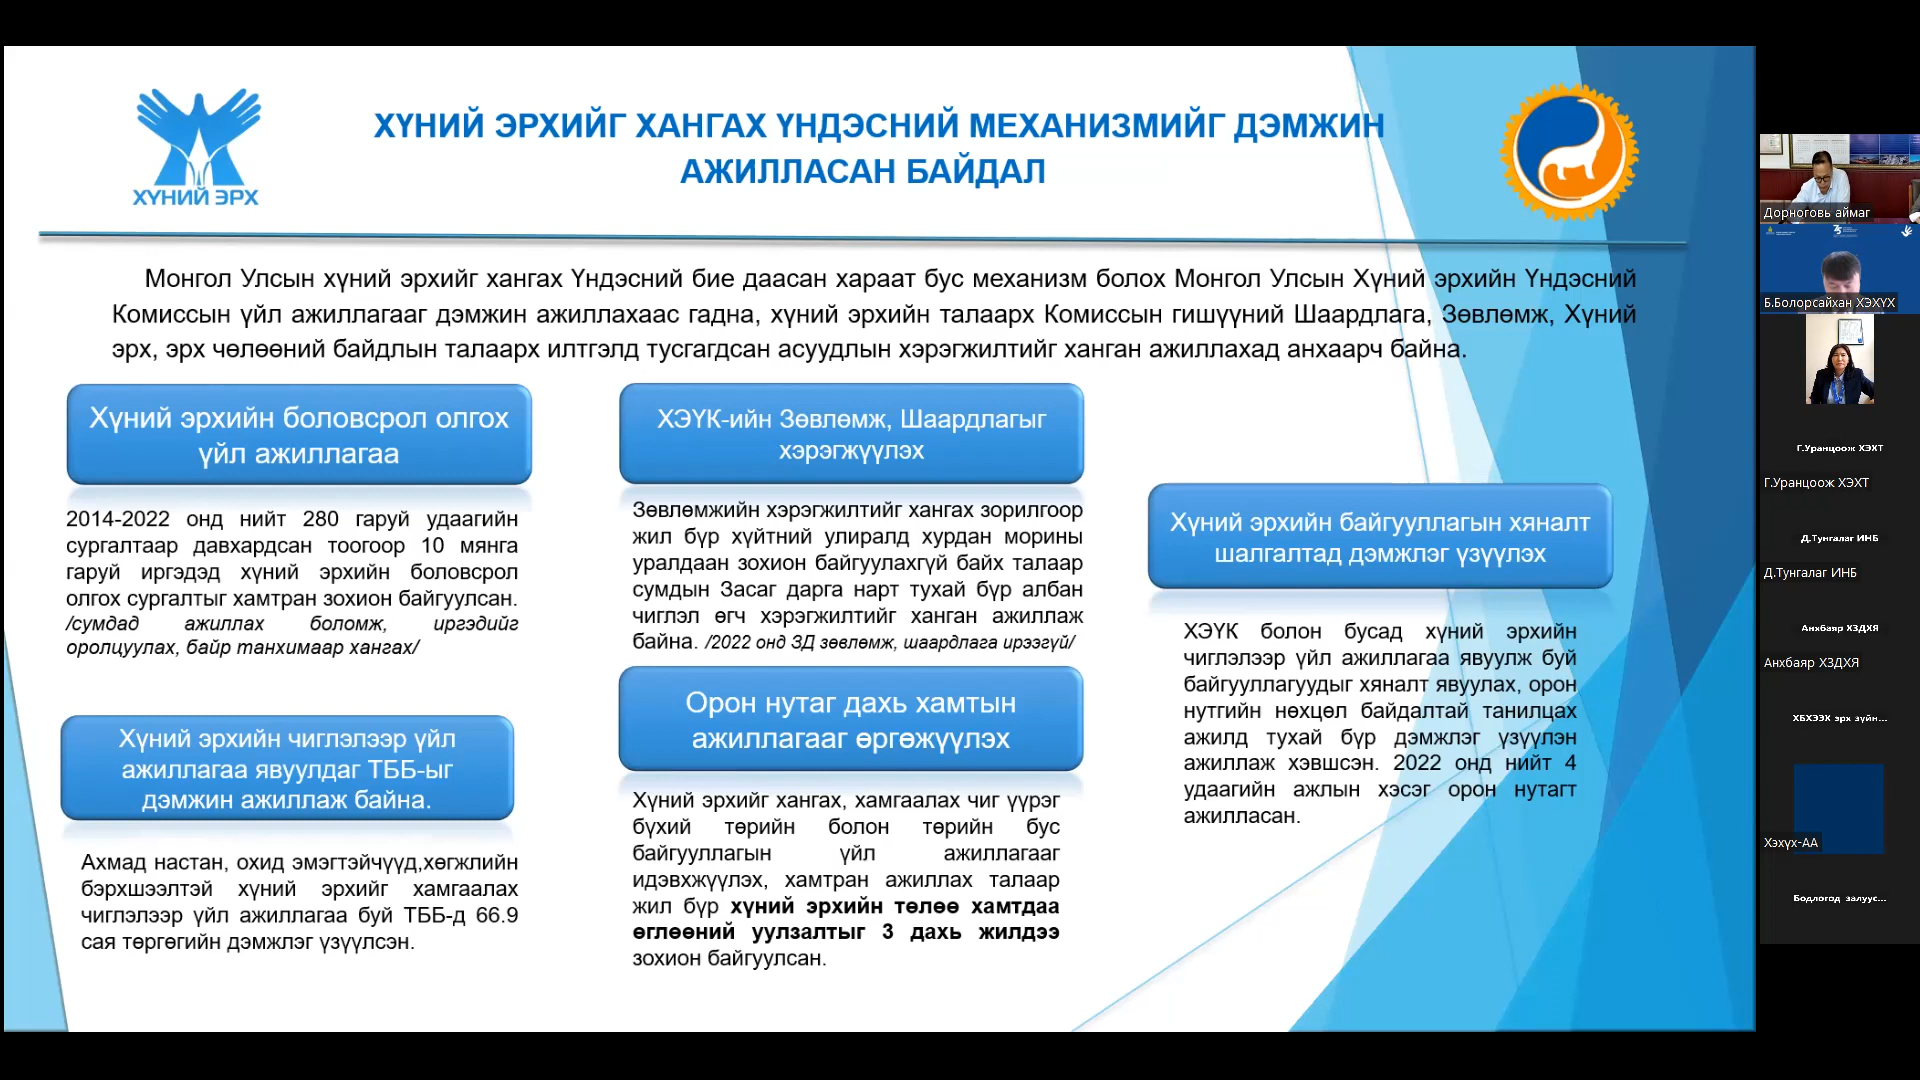 ХҮНИЙ ЭРХ
ХҮНИЙ ЭРХИЙГ ХАНГАХ ҮНДЭСНИЙ МЕХАНИЗМИЙГ ДЭМЖИН
АЖИЛЛАСАН БАЙДАЛ
Монгол Улсын хүний эрхийг хангах Үндэсний бие даасан хараат бус механизм болох Монгол Улсын Хүний эрхийн Үндэсний
Комиссын үйл ажиллагааг дэмжин ажиллахаас гадна, хүний эрхийн талаарх Комиссын гишүүний Шаардлага, Зөвлөмж, Хүний
эрх, эрх чөлөөний байдлын талаарх илтгэлд тусгагдсан асуудлын хэрэгжилтийг ханган ажиллахад анхаарч байна.
Хүний эрхийн боловсрол олгох
үйл ажиллагаа
2014-2022 онд нийт 280 гаруй удаагийн
сургалтаар давхардсан тоогоор 10 мянга
гаруй иргэдэд хүний эрхийн боловсрол
олгох сургалтыг хамтран зохион байгуулсан.
/сумдад ажиллах боломж, иргэдийг
оролцуулах, байр танхимаар хангах/
Хүний эрхийн чиглэлээр үйл
ажиллагаа явуулдаг ТББ-ыг
дэмжин ажиллаж байна.
Ахмад настан, охид эмэгтэйчүүд,хөгжлийн
бэрхшээлтэй хүний эрхийг хамгаалах
чиглэлээр үйл ажиллагаа буй ТББ-д 66.9
сая төргөгийн дэмжлэг үзүүлсэн.
ХЭҮК-ийн Зөвлөмж, Шаардлагыг
хэрэгжүүлэх
Зөвлөмжийн хэрэгжилтийг хангах зорилгоор
жил бүр хүйтний улиралд хурдан морины
уралдаан зохион байгуулахгүй байх талаар
сумдын Засаг дарга нарт тухай бүр албан
чиглэл өгч хэрэгжилтийг ханган ажиллаж
байна. /2022 онд ЗД зөвлөмж, шаардлага ирээгүй/
Орон нутаг дахь хамтын
ажиллагааг өргөжүүлэх
Хүний эрхийг хангах, хамгаалах чиг үүрэг
бүхий төрийн болон төрийн бус
байгууллагын үйл ажиллагааг
идэвхжүүлэх, хамтран ажиллах талаар
жил бүр хүний эрхийн төлөө хамтдаа
өглөөний уулзалтыг 3 дахь жилдээ
зохион байгуулсан.
Хүний эрхийн байгууллагын хяналт
шалгалтад дэмжлэг үзүүлэх
ХЭҮК болон бусад хүний эрхийн
чиглэлээр үйл ажиллагаа явуулж буй
байгууллагуудыг хяналт явуулах, орон
нутгийн нөхцөл байдалтай танилцах
ажилд тухай бүр дэмжлэг үзүүлэн
ажиллаж хэвшсэн. 2022 онд нийт 4
удаагийн ажлын хэсэг орон нутагт
ажилласан.
Дорноговь аймаг
Б.Болорсайхан ХЭХҮХ
Г.Уранцоож ХЭХТ
Г.Уранцоож ХЭХТ
Д.Тунгалаг ИНБ
Д.Тунгалаг ИНБ
Анхбаяр ХЗДХЯ
Анхбаяр ХЗДХЯ
ХБХЭЭХ эрх зүйн...
Хэхүх-АА
Бодлогод залуус...